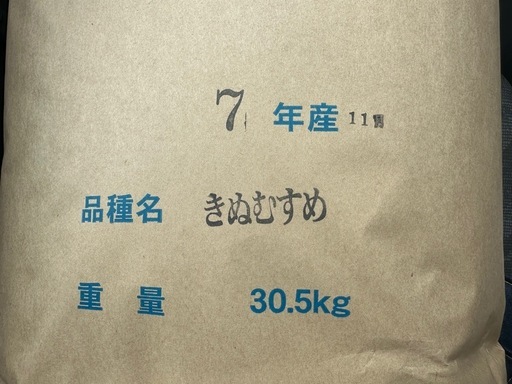 7 年産 11
品種名 きぬむすめ
重量 30.5kg